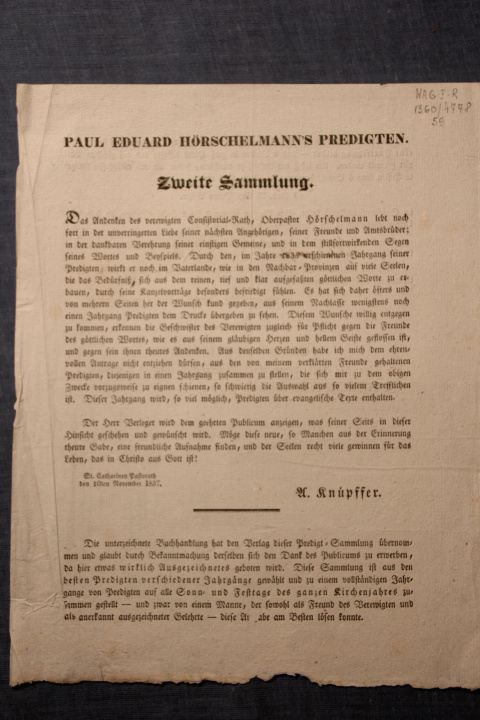 WAG. E-R
1360/4778
59
PAUL EDUARD HÖRSCHELMANN'S PREDIGTEN.
Zweite Sammlung.
Das Andenken des verewigten Consistorial-Rath, Oberpastor Hörschelmann lebt noch
fort in der unverringerten Liebe seiner nächsten Angehörigen, seiner Freunde und Amtsbrüder;
in der dankbaren Verehrung seiner einstigen Gemeine, und in dem stillfortwirkenden Segen
seines Wortes und Beyspiels. Durch den, im Jahre erschienenen Jahrgang seiner
Predigten, wirkt er noch im Vaterlande, wie in den Nachbar-Provinzen auf viele Seelen,
die das Bedürfniß, sich aus dem reinen, tief und klar aufgefaßten göttlichen Worte zu er-
bauen, durch seine Kanzelvorträge besonders befriedigt fühlen. Es hat sich daher öfters und
von mehrern Seiten her der Wunsch kund gegeben, aus seinem Nachlasse wenigstens noch
einen Jahrgang Predigten dem Drucke übergeben zu sehen. Diesem Wunsche willig entgegen
zu kommen, erkennen die Geschwister des Verewigten zugleich für Pflicht gegen die Freunde
des göttlichen Wortes, wie es aus seinem gläubigen Herzen und hellem Geiste geflossen ist,
und gegen sein ihnen theures Andenken. Aus denselben Gründen habe ich mich dem ehren-
vollen Antrage nicht entziehen dürfen, aus den von meinem verklärten Freunde gehaltenen
Predigten, diejenigen in einen Jahrgang zusammen zu stellen, die sich mir zu dem obigen
Zwecke vorzugsweise zu eignen schienen, so schwierig die Auswahl aus so vielem Trefflichen
ist. Dieser Jahrgang wird, so viel möglich, Predigten über evangelische Texte enthalten.
Der Herr Verleger wird dem geehrten Publicum anzeigen, was seiner Seits in dieser
Hinsicht geschehen und gewünscht wird. Möge diese neue, so Manchen aus der Erinnerung
theure Gabe, eine freundliche Aufnahme finden, und der Seelen recht viele gewinnen für das
Leben, das in Christo aus Gott ist!
St. Catharinen Pastorath
den 16ten November 1837.
A. Knüpffer.
Die unterzeichnete Buchhandlung hat den Verlag dieser Predigt-Sammlung übernom-
men und glaubt durch Bekanntmachung derselben sich den Dank des Publicums zu erwerben,
da hier etwas wirklich Ausgezeichnetes geboten wird. Diese Sammlung ist aus den
besten Predigten verschiedener Jahrgänge gewählt und zu einem vollständigen Jahr-
gange von Predigten auf alle Sonn- und Festtage des ganzen Kirchenjahres zu-
sammen gestellt — und zwar von einem Manne, der sowohl als Freund des Verewigten und
als anerkannt ausgezeichneter Gelehrte — diese abe am Besten lösen konnte.